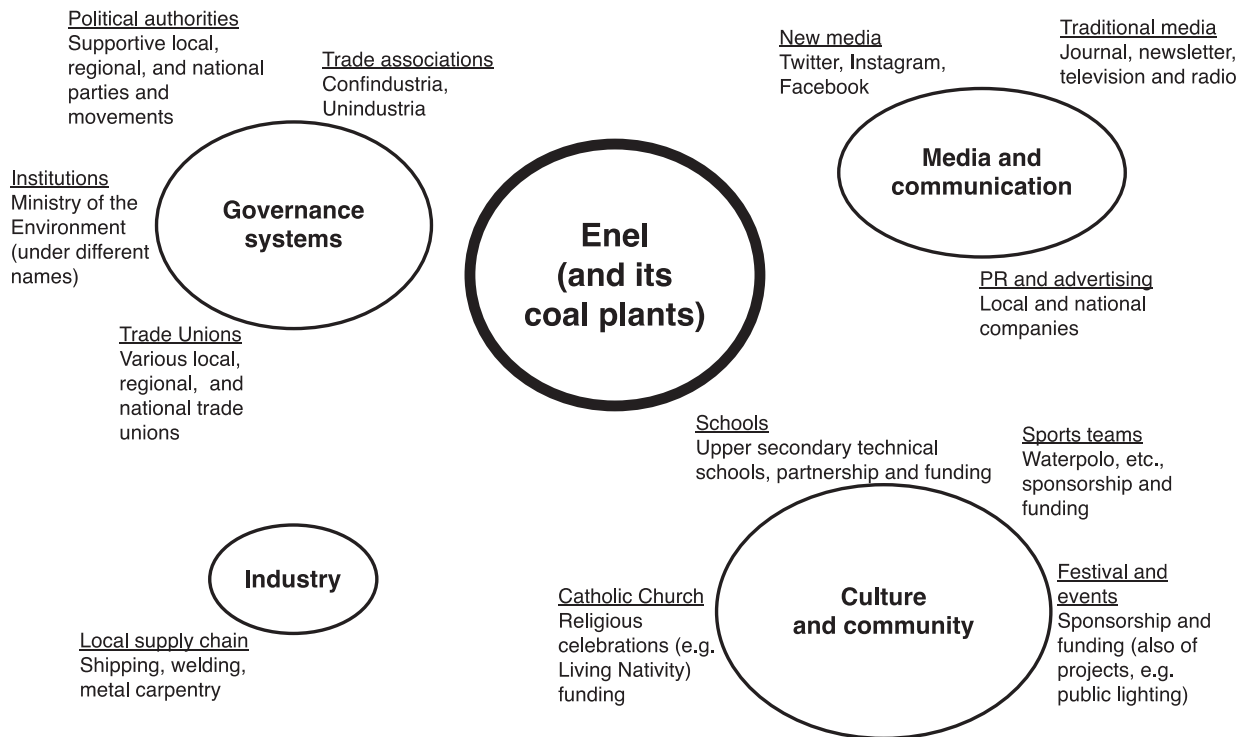 Political authorities
Supportive local,
regional, and national
parties and
movements
Trade associations
Confindustria,
Unindustria
Institutions
Ministry of the
Environment
(under different
names)
Governance
systems
Trade Unions
Various local,
regional, and
national trade
unions
Enel
(and its
coal plants)
New media
Twitter, Instagram,
Facebook
Traditional media
Journal, newsletter,
television and radio
Media and
communication
PR and advertising
Local and national
companies
Industry
Local supply chain
Shipping, welding,
metal carpentry
Schools
Upper secondary technical
schools, partnership and funding
Sports teams
Waterpolo, etc.,
sponsorship and
funding
Catholic Church
Religious
celebrations (e.g.
Living Nativity)
funding
Culture
and community
Festival and
events
Sponsorship and
funding (also of
projects, e.g.
public lighting)